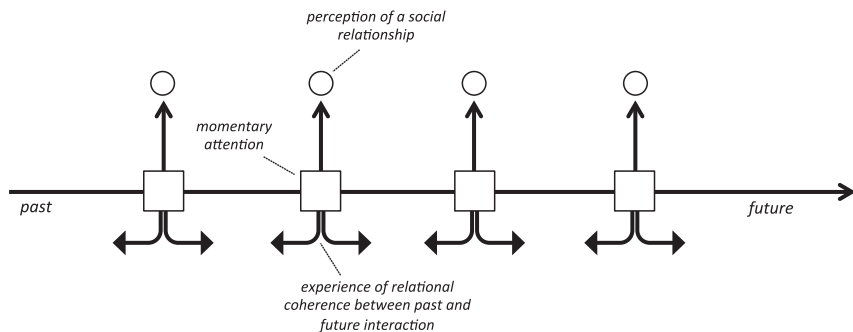 perception of a social
relationship
momentary
attention
past
future
experience of relational
coherence between past and
future interaction